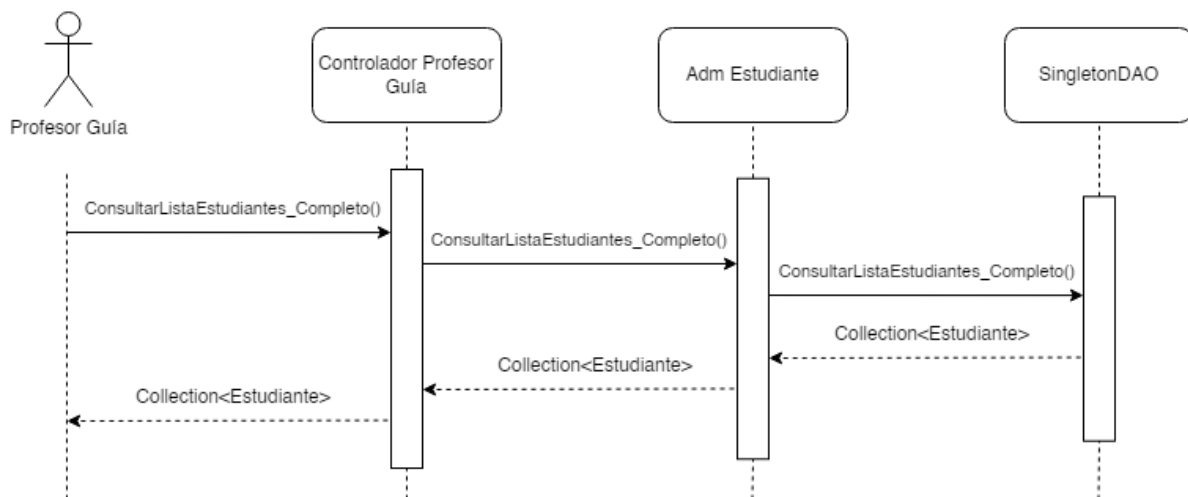 Profesor Guía
Controlador Profesor
Guía
Adm Estudiante
SingletonDAO
ConsultarListaEstudiantes_Completo()
ConsultarListaEstudiantes_Completo()
ConsultarListaEstudiantes_Completo()
Collection<Estudiante>
Collection<Estudiante>
Collection<Estudiante>